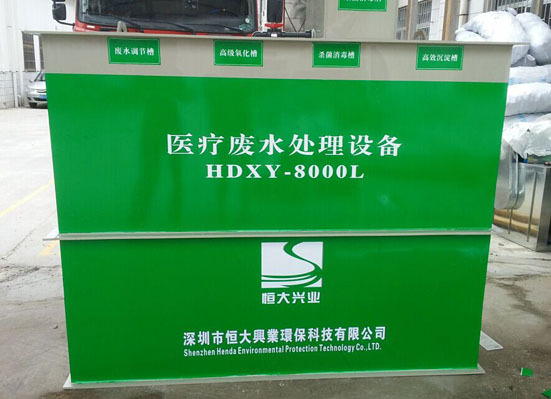 废水调节槽
高级氧化槽
杀菌消毒槽
高效沉淀槽
医疗废水处理设备
HDXY-8000L
恒大兴业
深圳市恒大興業環保科技有限公司
Shenzhen Henda Environmental Protection Technology Co.,LTD.